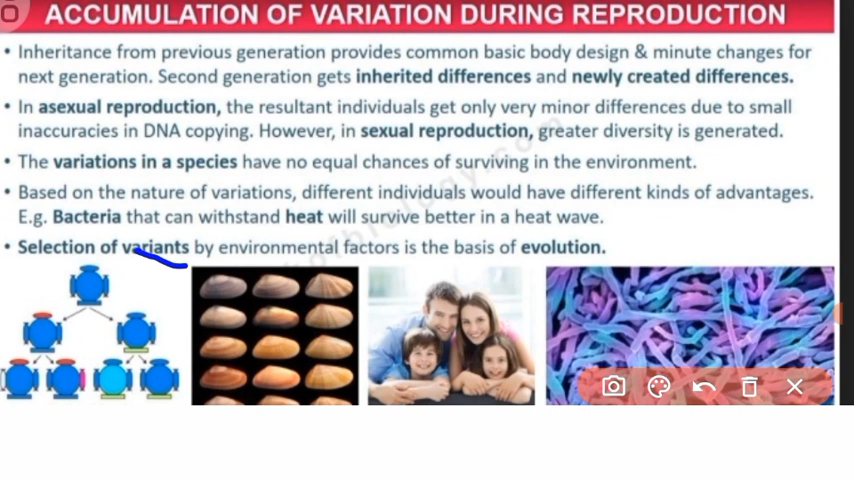 ACCUMULATION OF VARIATION DURING REPRODUCTION
• Inheritance from previous generation provides common basic body design & minute changes for
next generation. Second generation gets inherited differences and newly created differences.
• In asexual reproduction, the resultant individuals get only very minor differences due to small
inaccuracies in DNA copying. However, in sexual reproduction, greater diversity is generated.
• The variations in a species have no equal chances of surviving in the environment.
• Based on the nature of variations, different individuals would have different kinds of advantages.
E.g. Bacteria that can withstand heat will survive better in a heat wave.
• Selection of variants by environmental factors is the basis of evolution.